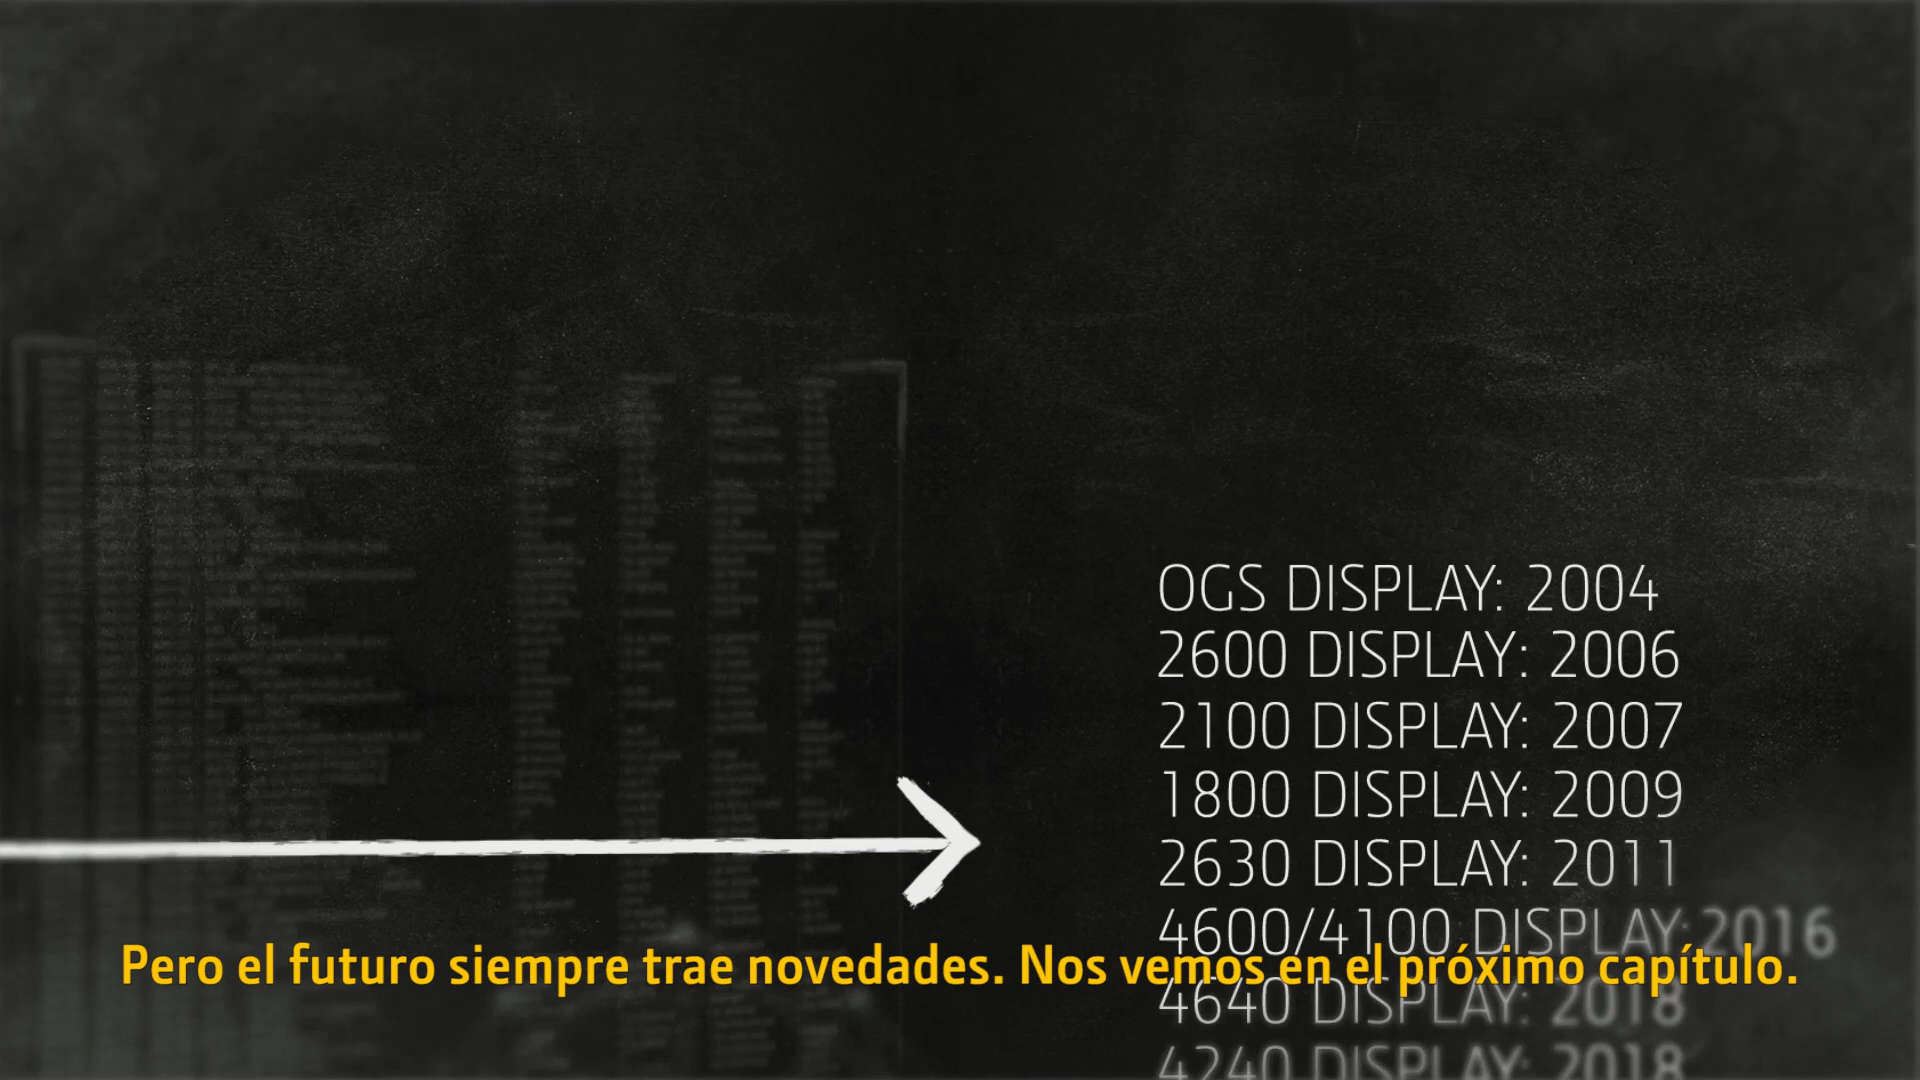 OGS DISPLAY: 2004
2600 DISPLAY: 2006
2100 DISPLAY: 2007
1800 DISPLAY: 2009
2630 DISPLAY: 2011
4600/4100 DISPLAY: 2016
Pero el futuro siempre trae novedades. Nos vemos en el próximo capítulo.
4640 DISPLAY: 2018
4240 DISPLAY: 2018